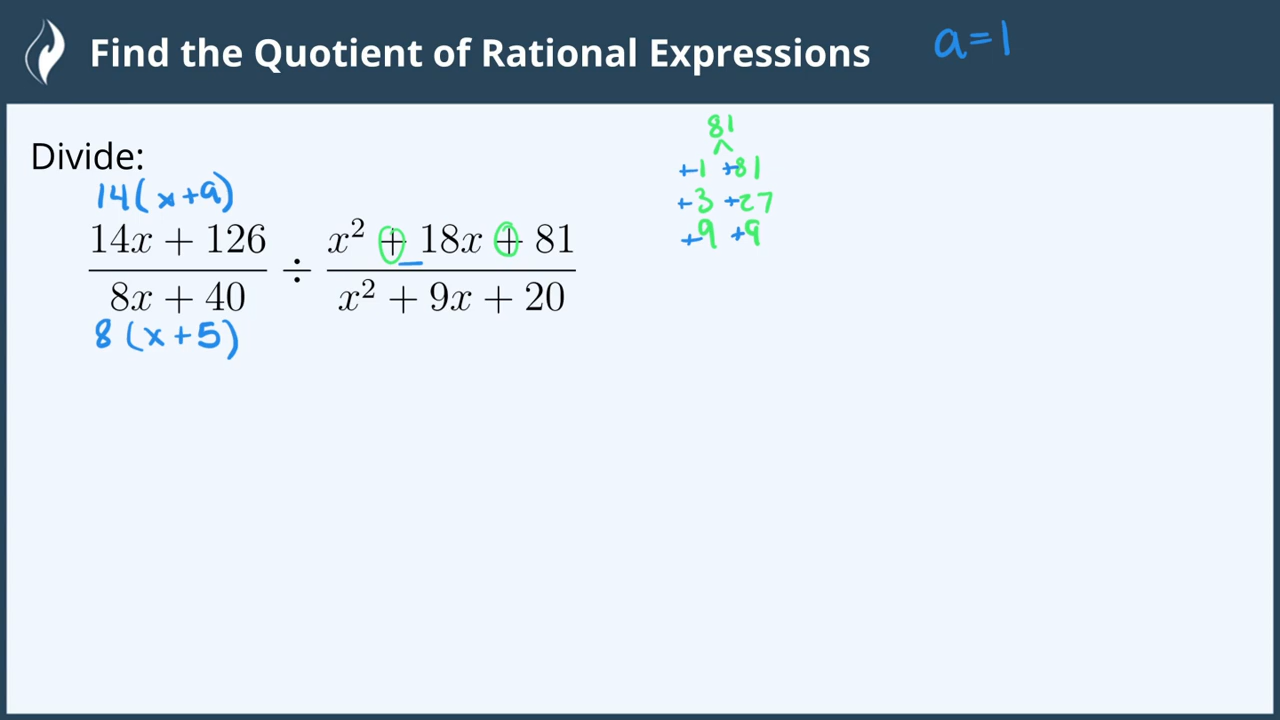 Find the Quotient of Rational Expressions
a=1
Divide:
81
+1 +81
+3 +27
+9 +9
14(x+9)
14x + 126
8x + 40
8 (x+5)
÷
x² + 18x + 81
x² + 9x + 20